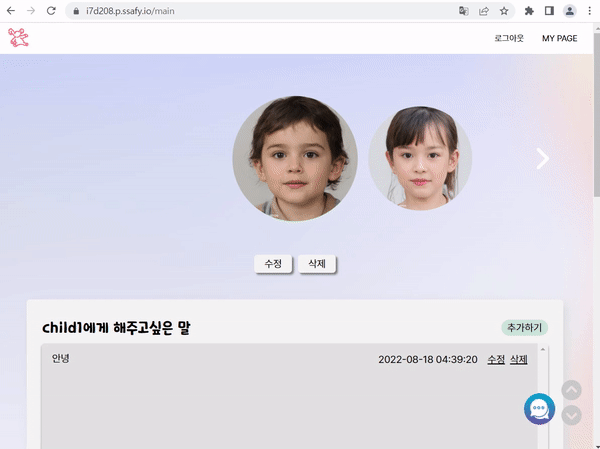 i7d208.p.ssafy.io/main
로그아웃 MY PAGE
수정 삭제
child1에게 해주고싶은 말 추가하기
안녕 2022-08-18 04:39:20 수정 삭제